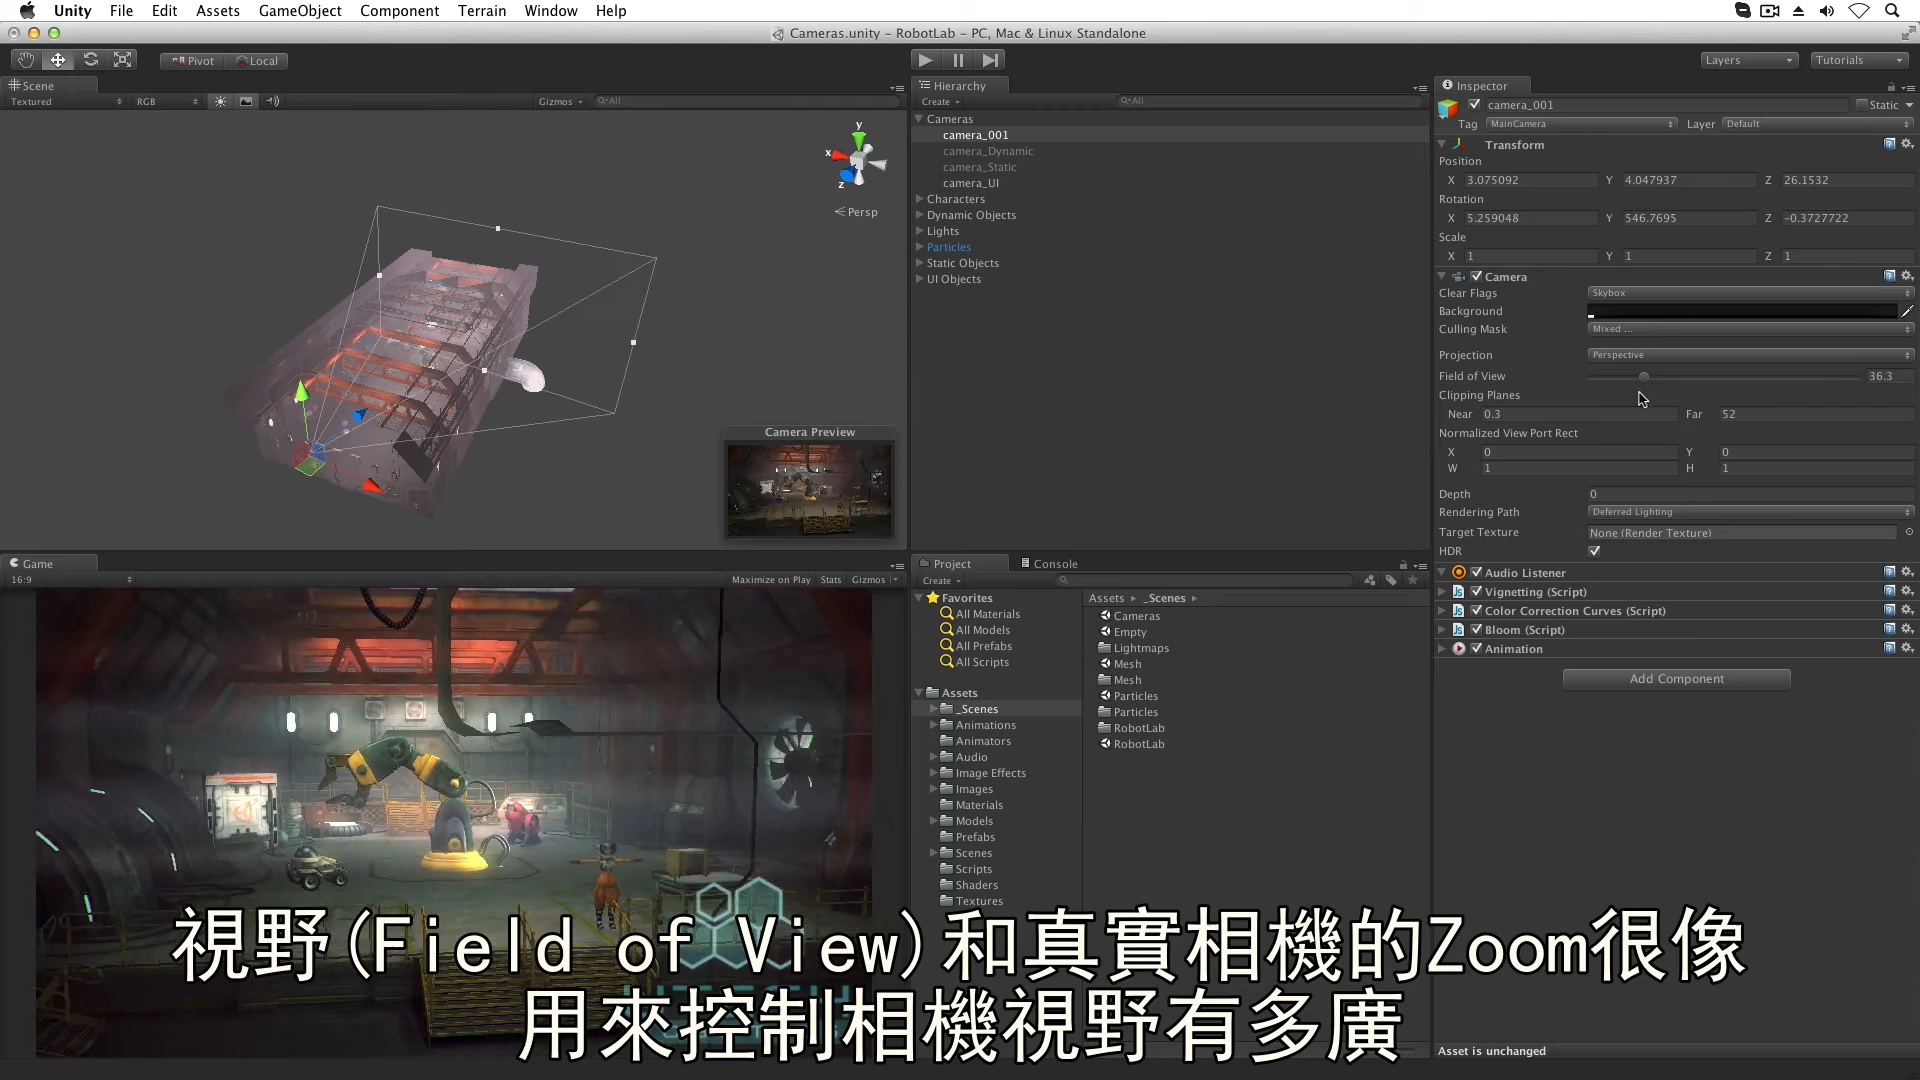 Unity File Edit Assets GameObject Component Terrain Window Help
Cameras.unity – RobotLab – PC, Mac & Linux Standalone
Pivot Local
Layers Tutorials
Scene
Textured RGB Gizmos All
y
x
z
Persp
Camera Preview
Hierarchy
Create All
Cameras
camera_001
camera_Dynamic
camera_Static
camera_UI
Characters
Dynamic Objects
Lights
Particles
Static Objects
UI Objects
Inspector
camera_001 Static
Tag MainCamera Layer Default
Transform
Position
X 3.075092 Y 4.047937 Z 26.1532
Rotation
X 5.259048 Y 546.7695 Z -0.3727722
Scale
X 1 Y 1 Z 1
Camera
Clear Flags Skybox
Background
Culling Mask Mixed ...
Projection Perspective
Field of View 36.3
Clipping Planes
Near 0.3 Far 52
Normalized View Port Rect
X 0 Y 0
W 1 H 1
Depth 0
Rendering Path Deferred Lighting
Target Texture None (Render Texture)
HDR
Audio Listener
Vignetting (Script)
Color Correction Curves (Script)
Bloom (Script)
Animation
Add Component
Asset is unchanged
Game
16:9 Maximize on Play Stats Gizmos
Project Console
Create
Favorites
All Materials
All Models
All Prefabs
All Scripts
Assets
_Scenes
Animations
Animators
Audio
Image Effects
Images
Materials
Models
Prefabs
Scenes
Scripts
Shaders
Textures
Assets _Scenes
Cameras
Empty
Lightmaps
Mesh
Mesh
Particles
Particles
RobotLab
RobotLab
視野(Field of View)和真實相機的Zoom很像
用來控制相機視野有多廣